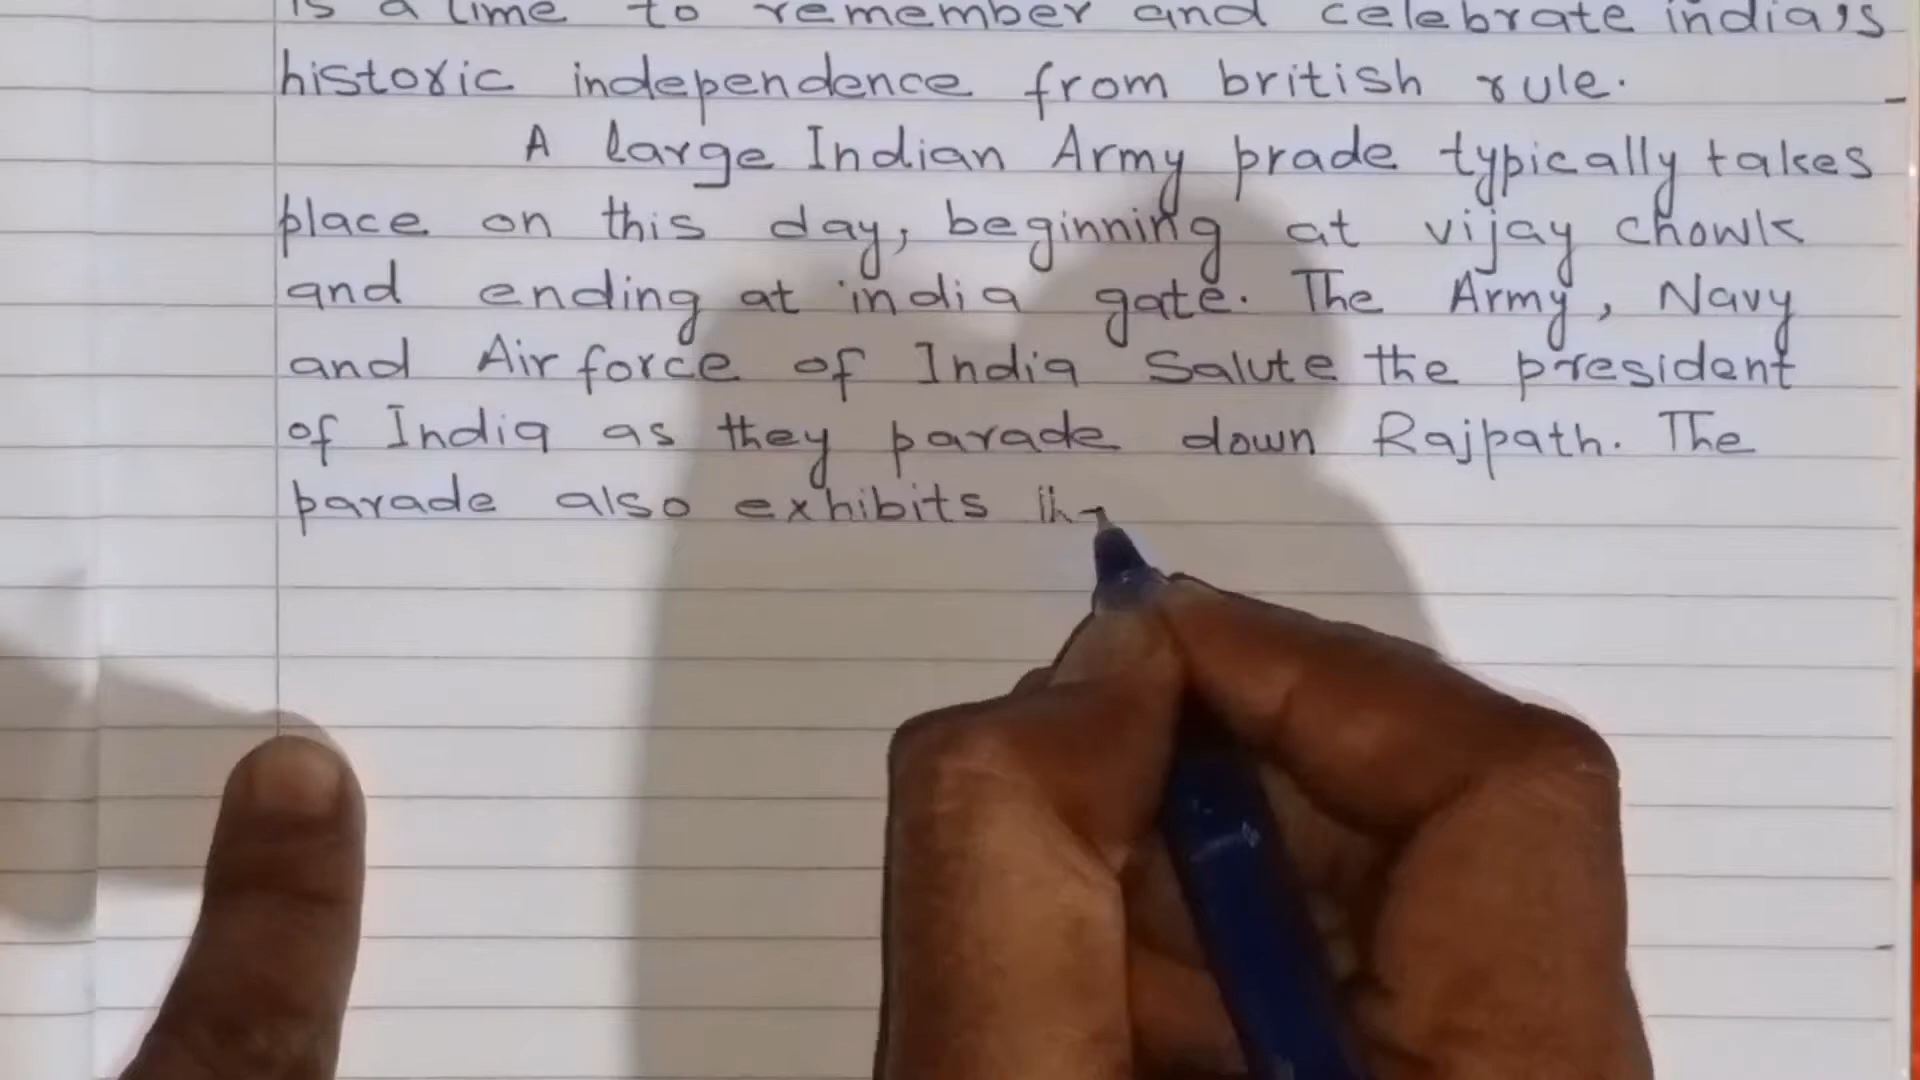 is a time to remember and celebrate india's
historic independence from british rule.
A large Indian Army prade typically takes
place on this day, beginning at vijay chowk
and ending at india gate. The Army, Navy
and Air force of India Salute the president
of India as they parade down Rajpath. The
parade also exhibits